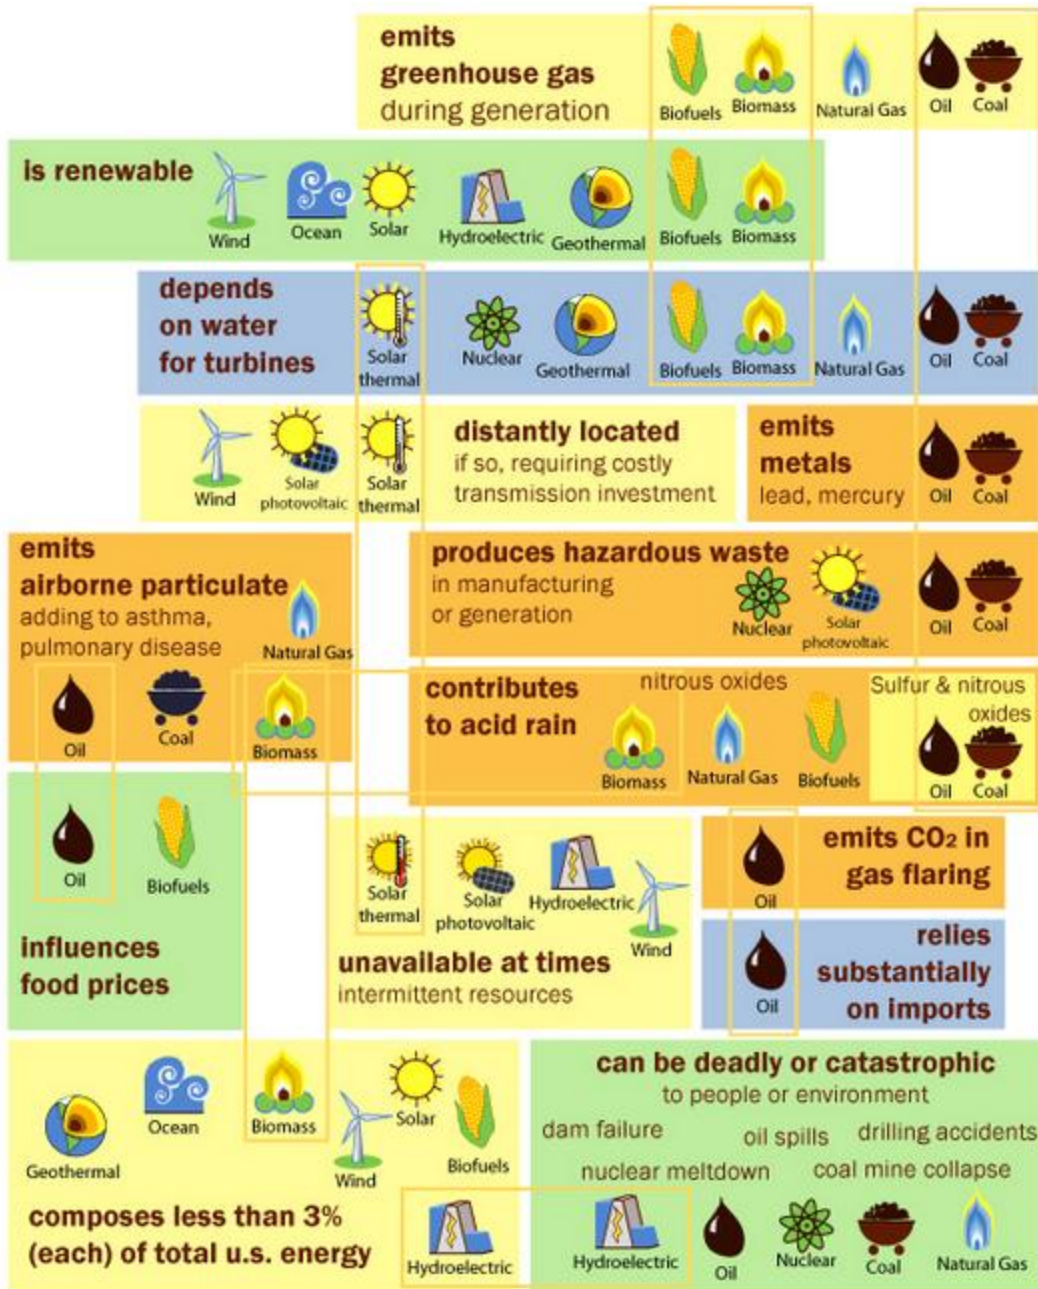 emits
greenhouse gas
during generation
Biofuels Biomass Natural Gas Oil Coal
is renewable
Wind Ocean Solar Hydroelectric Geothermal Biofuels Biomass
depends
on water
for turbines
Solar
thermal
Nuclear Geothermal Biofuels Biomass Natural Gas Oil Coal
Wind
Solar
photovoltaic
Solar
thermal
distantly located
if so, requiring costly
transmission investment
emits
metals
lead, mercury
Oil Coal
emits
airborne particulate
adding to asthma,
pulmonary disease
Natural Gas
Oil Coal Biomass
produces hazardous waste
in manufacturing
or generation
Nuclear
Solar
photovoltaic
Oil Coal
contributes
to acid rain
nitrous oxides
Biomass Natural Gas Biofuels
Sulfur & nitrous
oxides
Oil Coal
Oil Biofuels
influences
food prices
Solar
thermal
Solar
photovoltaic
Hydroelectric
Wind
unavailable at times
intermittent resources
emits CO2 in
gas flaring
Oil
relies
substantially
on imports
Oil
Geothermal Ocean Biomass Wind Solar Biofuels
composes less than 3%
(each) of total u.s. energy
Hydroelectric
can be deadly or catastrophic
to people or environment
dam failure oil spills drilling accidents
nuclear meltdown coal mine collapse
Hydroelectric Oil Nuclear Coal Natural Gas